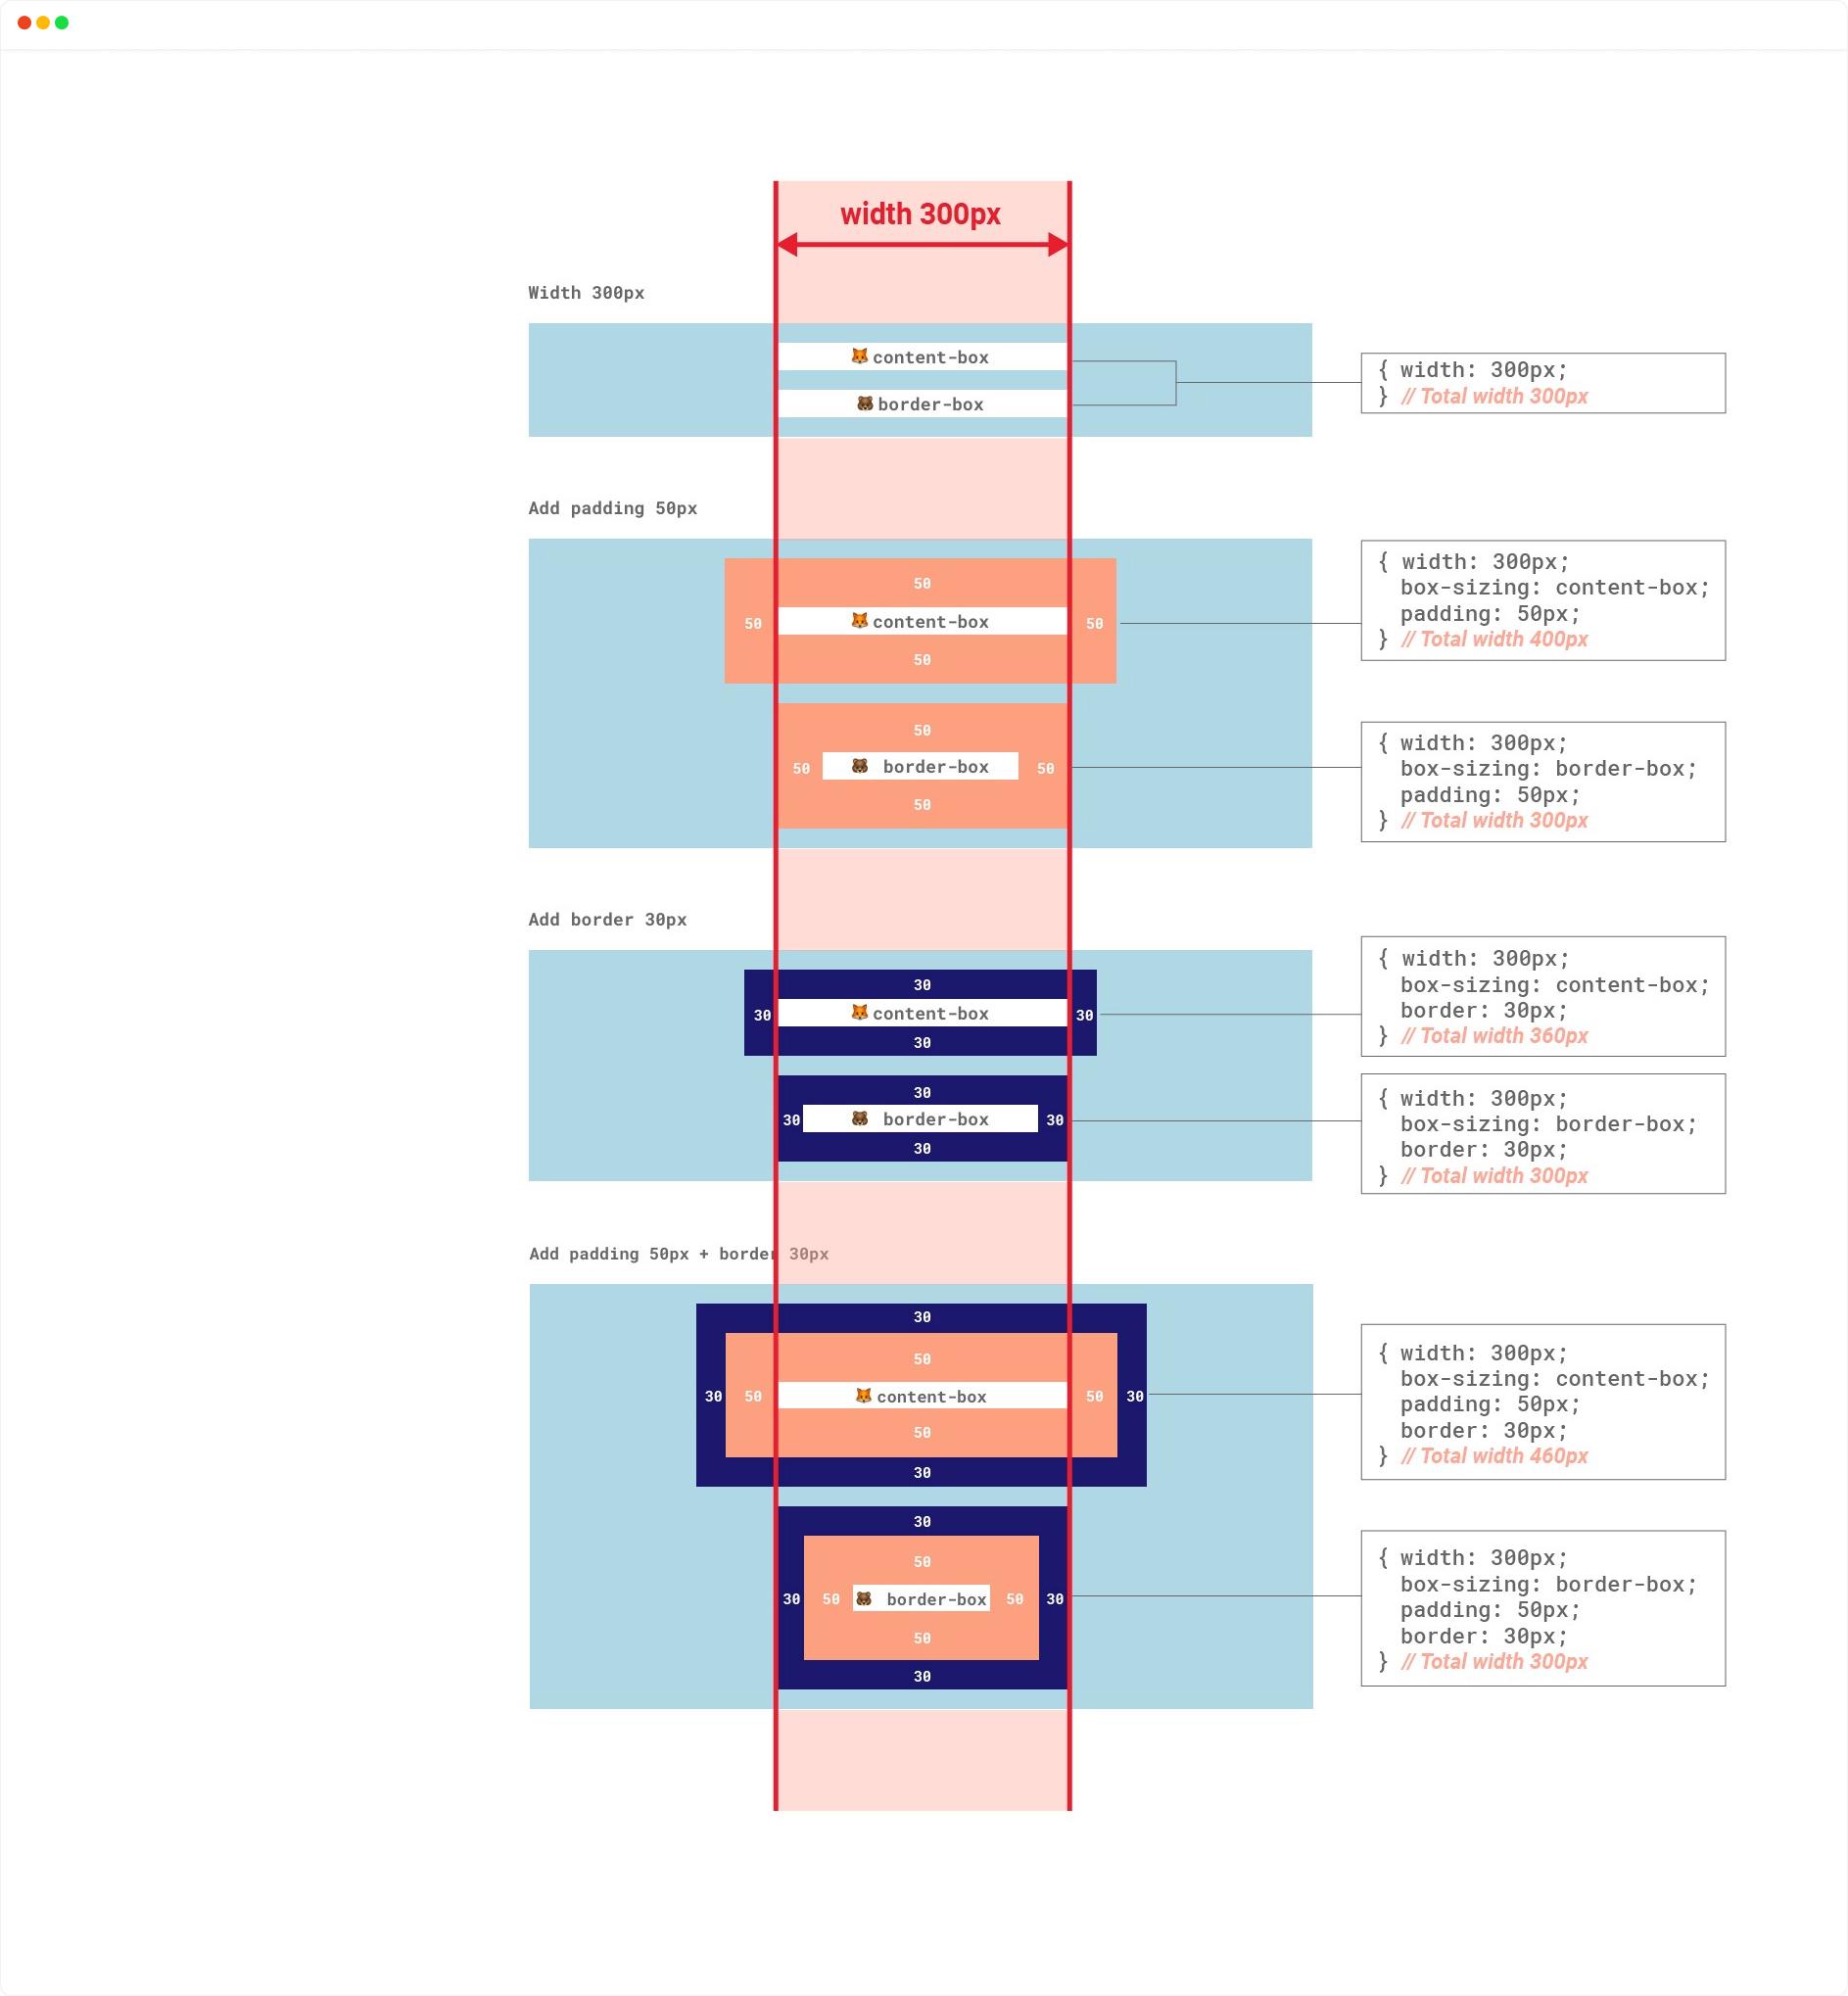 width 300px
Width 300px
content-box
border-box
{ width: 300px;
} // Total width 300px
Add padding 50px
50
50 content-box 50
50
{ width: 300px;
box-sizing: content-box;
padding: 50px;
} // Total width 400px
50
50 border-box 50
50
{ width: 300px;
box-sizing: border-box;
padding: 50px;
} // Total width 300px
Add border 30px
30
30 content-box 30
30
{ width: 300px;
box-sizing: content-box;
border: 30px;
} // Total width 360px
30
30 border-box 30
30
{ width: 300px;
box-sizing: border-box;
border: 30px;
} // Total width 300px
Add padding 50px + border 30px
30
50
30 50 content-box 50 30
50
30
{ width: 300px;
box-sizing: content-box;
padding: 50px;
border: 30px;
} // Total width 460px
30
50
30 50 border-box 50 30
50
30
{ width: 300px;
box-sizing: border-box;
padding: 50px;
border: 30px;
} // Total width 300px